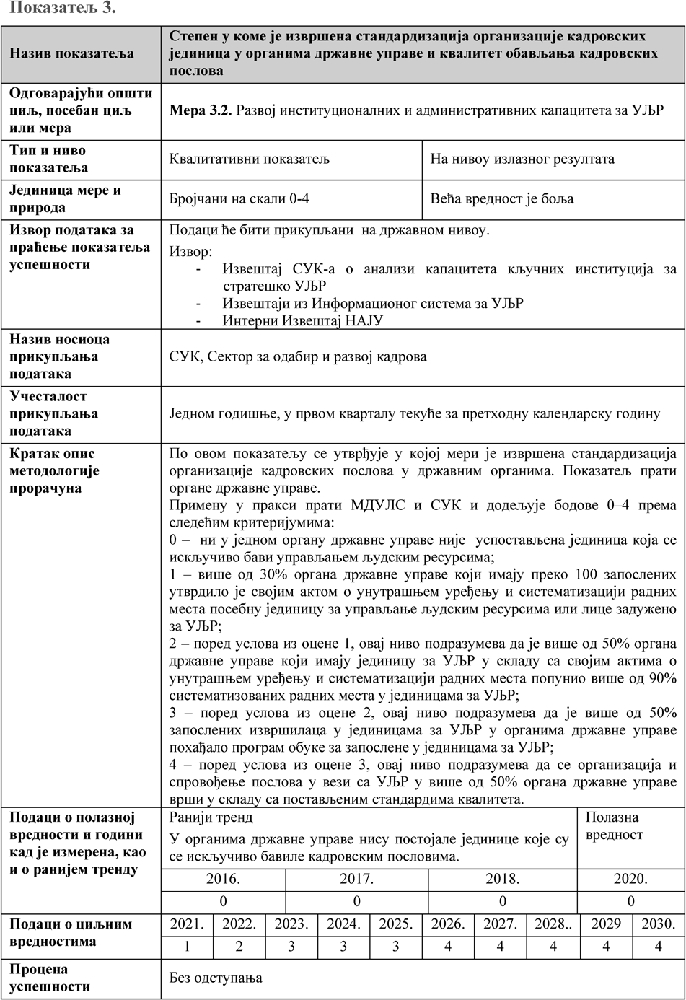 Показатељ 3.
Назив показатеља
Степен у коме је извршена стандардизација организације кадровских
јединица у органима државне управе и квалитет обављања кадровских
послова
Одговарајући општи
циљ, посебан циљ
или мера
Мера 3.2. Развој институционалних и административних капацитета за УЉР
Тип и ниво
показатеља
Квалитативни показатељ
На нивоу излазног резултата
Јединица мере и
природа
Бројчани на скали 0-4
Већа вредност је боља
Извор података за
праћење показатеља
успешности
Подаци ће бити прикупљани на државном нивоу.
Извор:
- Извештај СУК-а о анализи капацитета кључних институција за
стратешко УЉР
- Извештаји из Информационог система за УЉР
- Интерни Извештај НАЈУ
Назив носиоца
прикупљања
података
СУК, Сектор за одабир и развој кадрова
Учесталост
прикупљања
података
Једном годишње, у првом кварталу текуће за претходну календарску годину
Кратак опис
методологије
прорачуна
По овом показатељу се утврђује у којој мери је извршена стандардизација
организације кадровских послова у државним органима. Показатељ прати
органе државне управе.
Примену у пракси прати МДУЛС и СУК и додељује бодове 0–4 према
следећим критеријумима:
0 – ни у једном органу државне управе није успостављена јединица која се
искључиво бави управљањем људским ресурсима;
1 – више од 30% органа државне управе који имају преко 100 запослених
утврдило је својим актом о унутрашњем уређењу и систематизацији радних
места посебну јединицу за управљање људским ресурсима или лице задужено
за УЉР;
2 – поред услова из оцене 1, овај ниво подразумева да је више од 50% органа
државне управе који имају јединицу за УЉР у складу са својим актима о
унутрашњем уређењу и систематизацији радних места попунио више од 90%
систематизованих радних места у јединицама за УЉР;
3 – поред услова из оцене 2, овај ниво подразумева да је више од 50%
запослених извршилаца у јединицама за УЉР у органима државне управе
похађало програм обуке за запослене у јединицама за УЉР;
4 – поред услова из оцене 3, овај ниво подразумева да се организација и
спровођење послова у вези са УЉР у више од 50% органа државне управе
врши у складу са постављеним стандардима квалитета.
Подаци о полазној
вредности и години
кад је измерена, као
и о ранијем тренду
Ранији тренд
У органима државне управе нису постојале јединице које су
се искључиво бавиле кадровским пословима.
Полазна
вредност
2016. 2017. 2018. 2020.
0 0 0 0
Подаци о циљним
вредностима
2021. 2022. 2023. 2024. 2025. 2026. 2027. 2028.. 2029 2030.
1 2 3 3 3 4 4 4 4 4
Процена
успешности
Без одступања